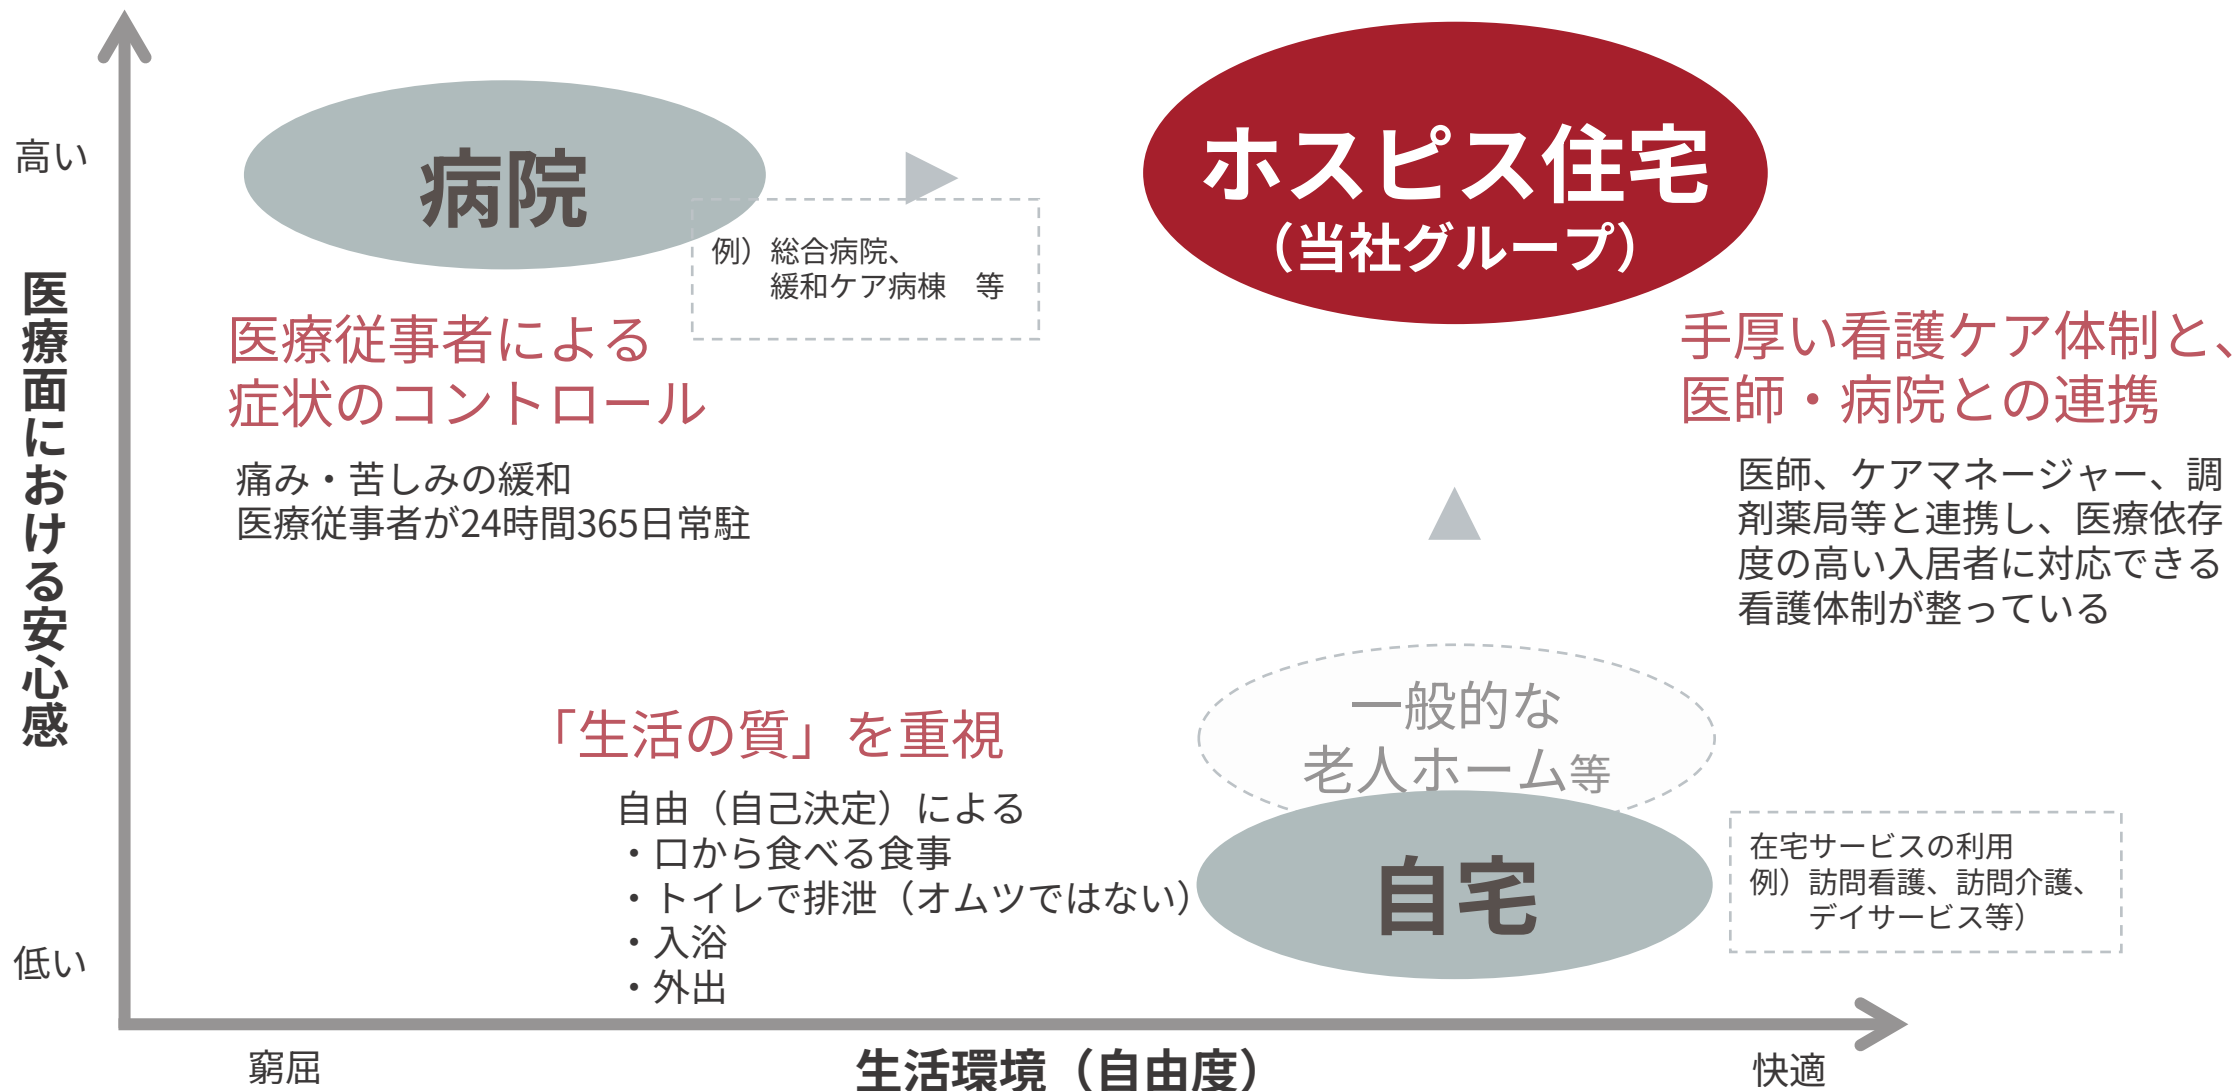 高い
医療面における安心感
低い
病院
例）総合病院、
緩和ケア病棟　等
医療従事者による
症状のコントロール
痛み・苦しみの緩和
医療従事者が24時間365日常駐
ホスピス住宅
（当社グループ）
手厚い看護ケア体制と、
医師・病院との連携
医師、ケアマネージャー、調
剤薬局等と連携し、医療依存
度の高い入居者に対応できる
看護体制が整っている
「生活の質」を重視
自由（自己決定）による
・口から食べる食事
・トイレで排泄（オムツではない）
・入浴
・外出
一般的な
老人ホーム等
自宅
在宅サービスの利用
例）訪問看護、訪問介護、
デイサービス等）
窮屈
生活環境（自由度）
快適